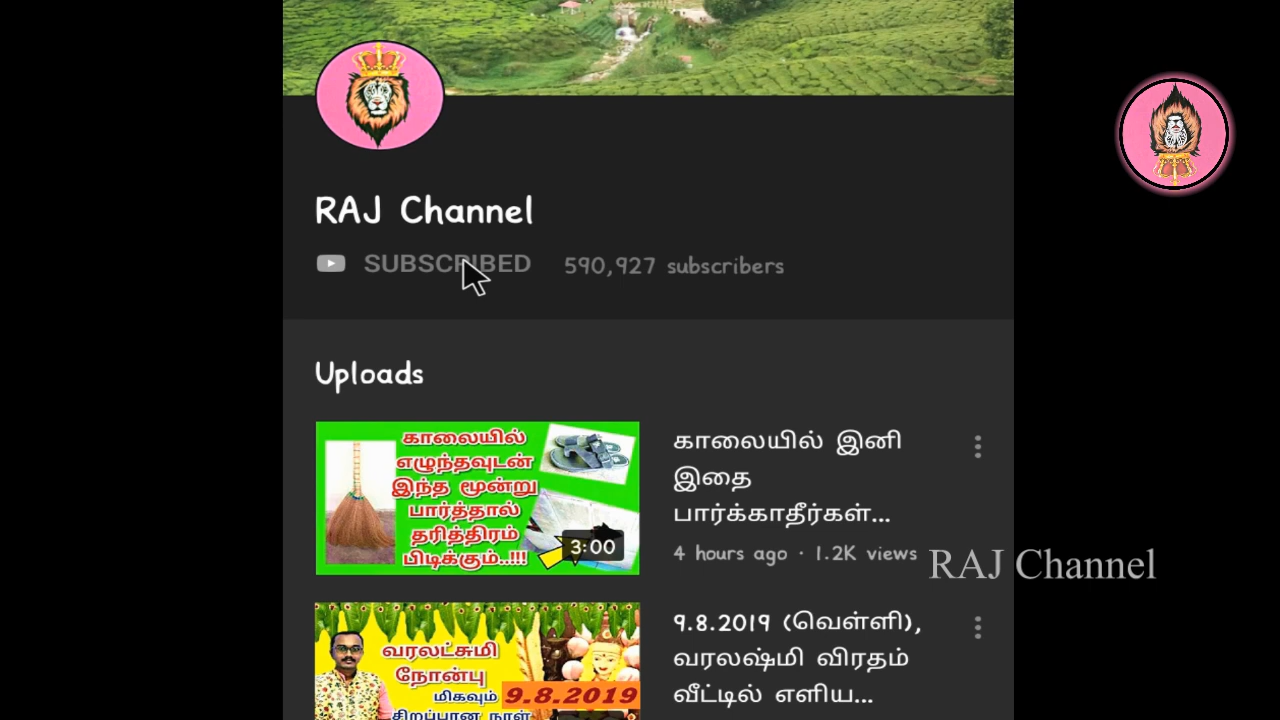 RAJ Channel
SUBSCRIBED 590,927 subscribers
Uploads
காலையில்
எழுந்தவுடன்
இந்த மூன்று
பார்த்தால்
தரித்திரம்
பிடிக்கும்..!!!
3:00
காலையில் இனி
இதை
பார்க்காதீர்கள்...
4 hours ago · 1.2K views
RAJ Channel
வரலட்சுமி
நோன்பு
மிகவும் 9.8.2019
சிறப்பான நாள்
9.8.2019 (வெள்ளி),
வரலஷ்மி விரதம்
வீட்டில் எளிய...